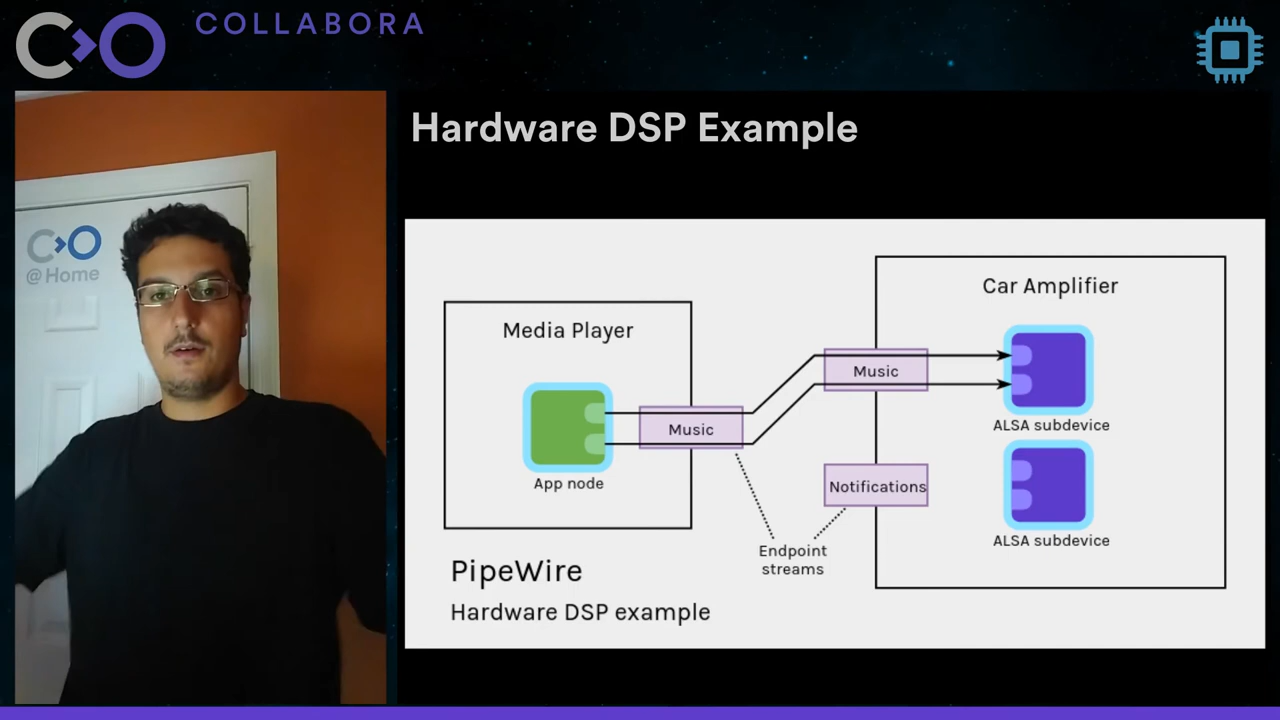 COLLABORA
Hardware DSP Example
@Home
Media Player
Music
App node
Car Amplifier
Music
ALSA subdevice
Notifications
ALSA subdevice
Endpoint
streams
PipeWire
Hardware DSP example